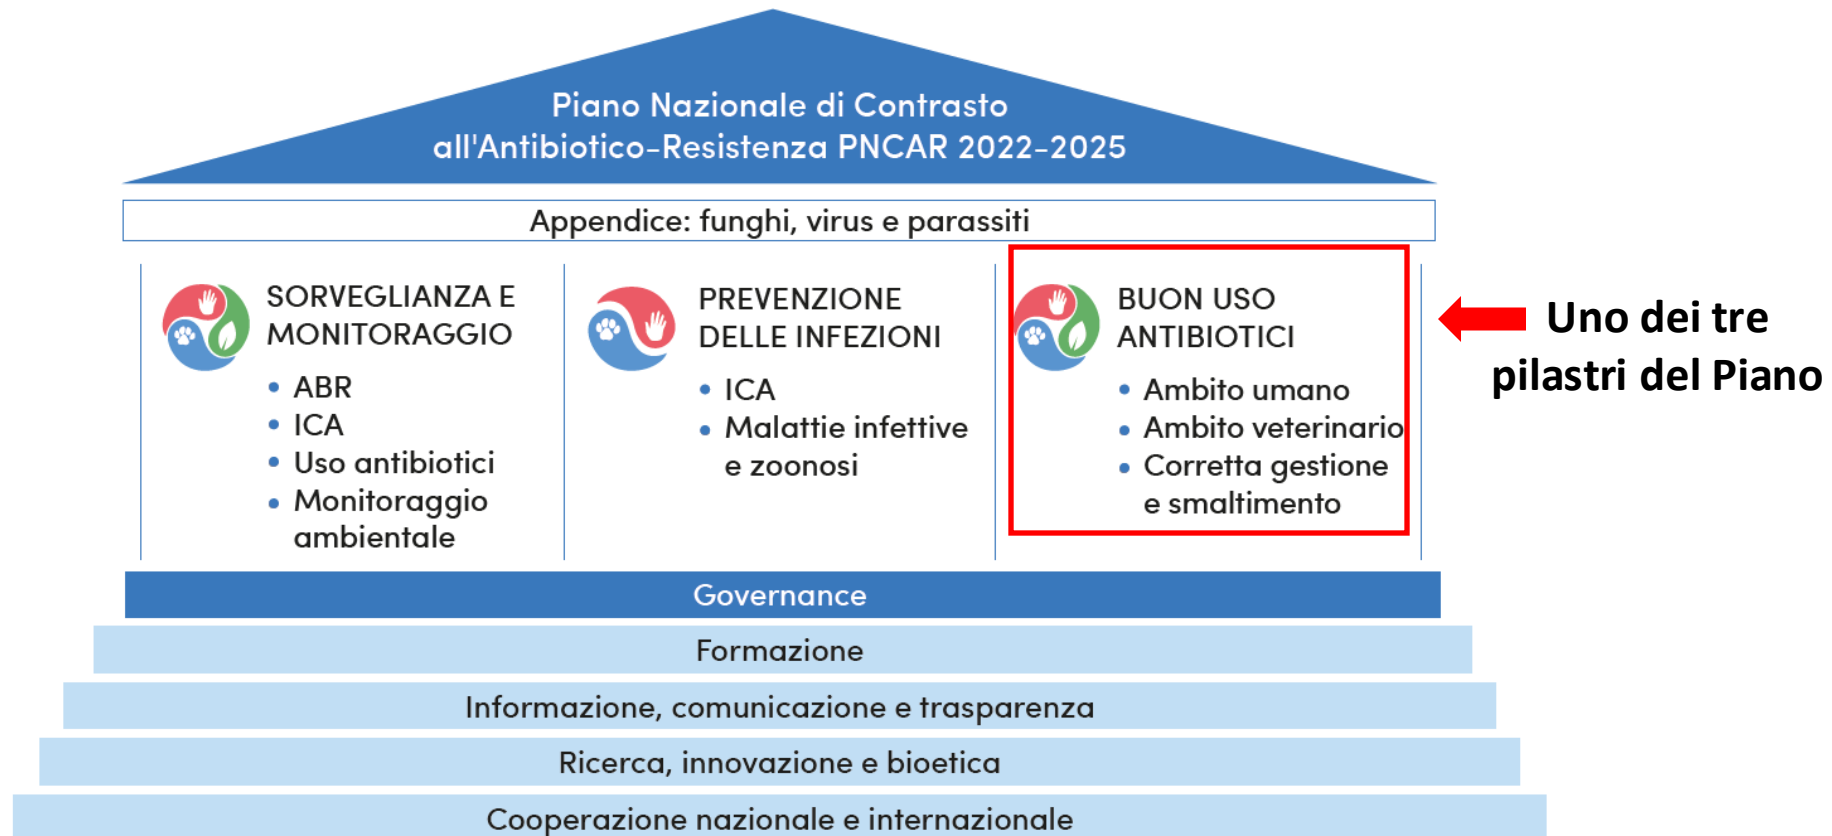 Piano Nazionale di Contrasto
all'Antibiotico-Resistenza PNCAR 2022-2025
Appendice: funghi, virus e parassiti
SORVEGLIANZA E
MONITORAGGIO
• ABR
• ICA
• Uso antibiotici
• Monitoraggio
ambientale
PREVENZIONE
DELLE INFEZIONI
• ICA
• Malattie infettive
e zoonosi
BUON USO
ANTIBIOTICI
• Ambito umano
• Ambito veterinario
• Corretta gestione
e smaltimento
Uno dei tre
pilastri del Piano
Governance
Formazione
Informazione, comunicazione e trasparenza
Ricerca, innovazione e bioetica
Cooperazione nazionale e internazionale